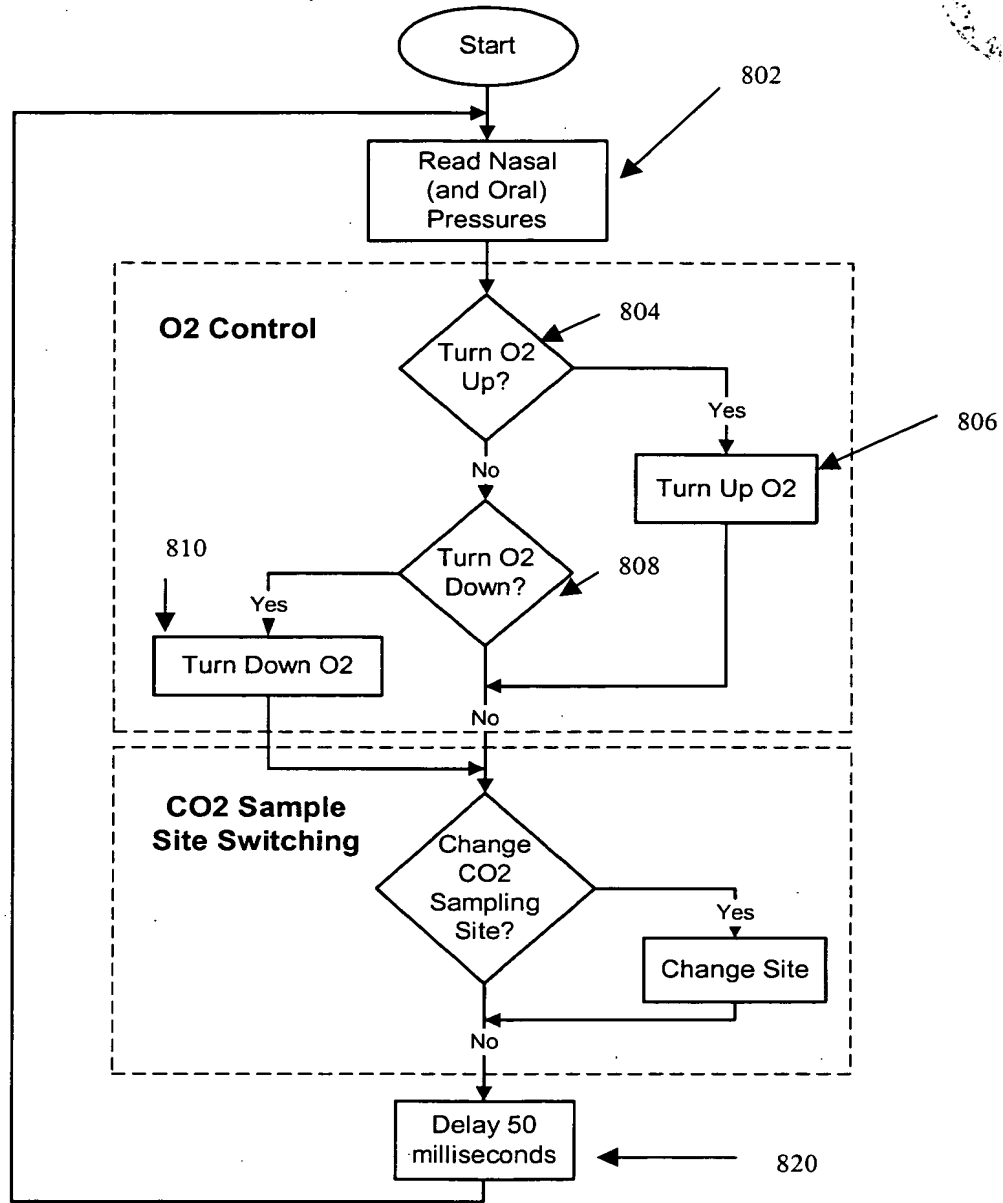 Start
802
Read Nasal
(and Oral)
Pressures
O2 Control
804
Turn O2
Up?
Yes
806
Turn Up O2
No
810
Turn O2
Down?
808
Yes
Turn Down O2
No
CO2 Sample
Site Switching
Change
CO2
Sampling
Site?
Yes
Change Site
No
Delay 50
milliseconds
820